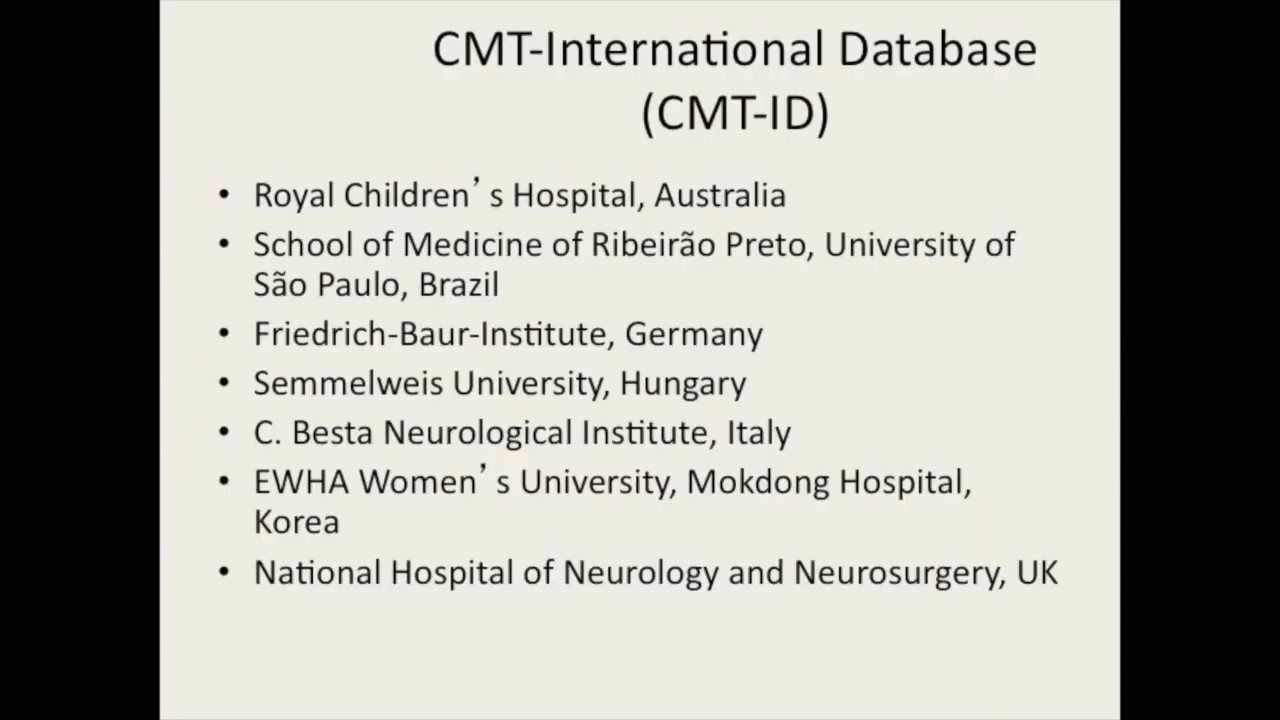 CMT-International Database
(CMT-ID)
• Royal Children’s Hospital, Australia
• School of Medicine of Ribeirão Preto, University of
São Paulo, Brazil
• Friedrich-Baur-Institute, Germany
• Semmelweis University, Hungary
• C. Besta Neurological Institute, Italy
• EWHA Women’s University, Mokdong Hospital,
Korea
• National Hospital of Neurology and Neurosurgery, UK